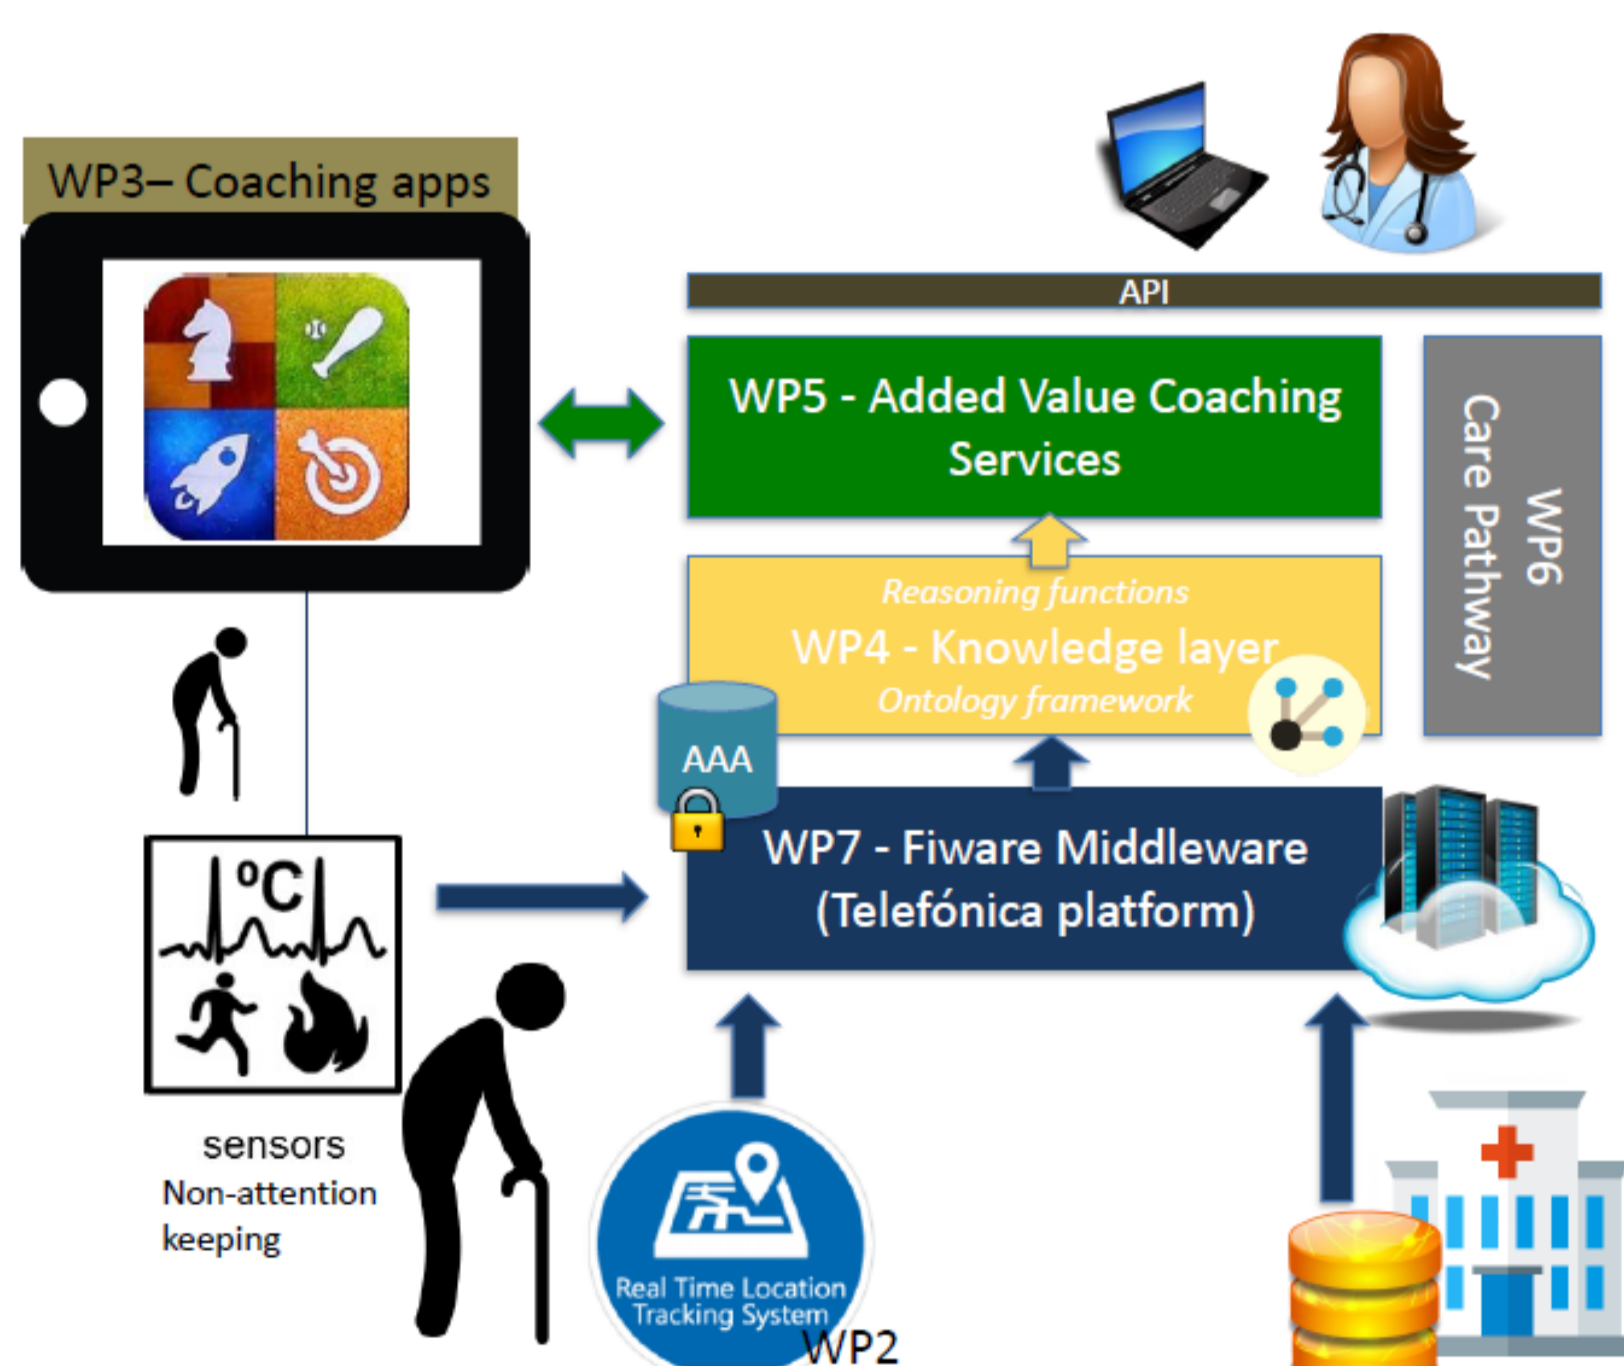 WP3– Coaching apps
API
WP5 - Added Value Coaching
Services
WP6
Care Pathway
Reasoning functions
WP4 - Knowledge layer
Ontology framework
AAA
WP7 - Fiware Middleware
(Telefónica platform)
ºC
sensors
Non-attention
keeping
Real Time Location
Tracking System
WP2